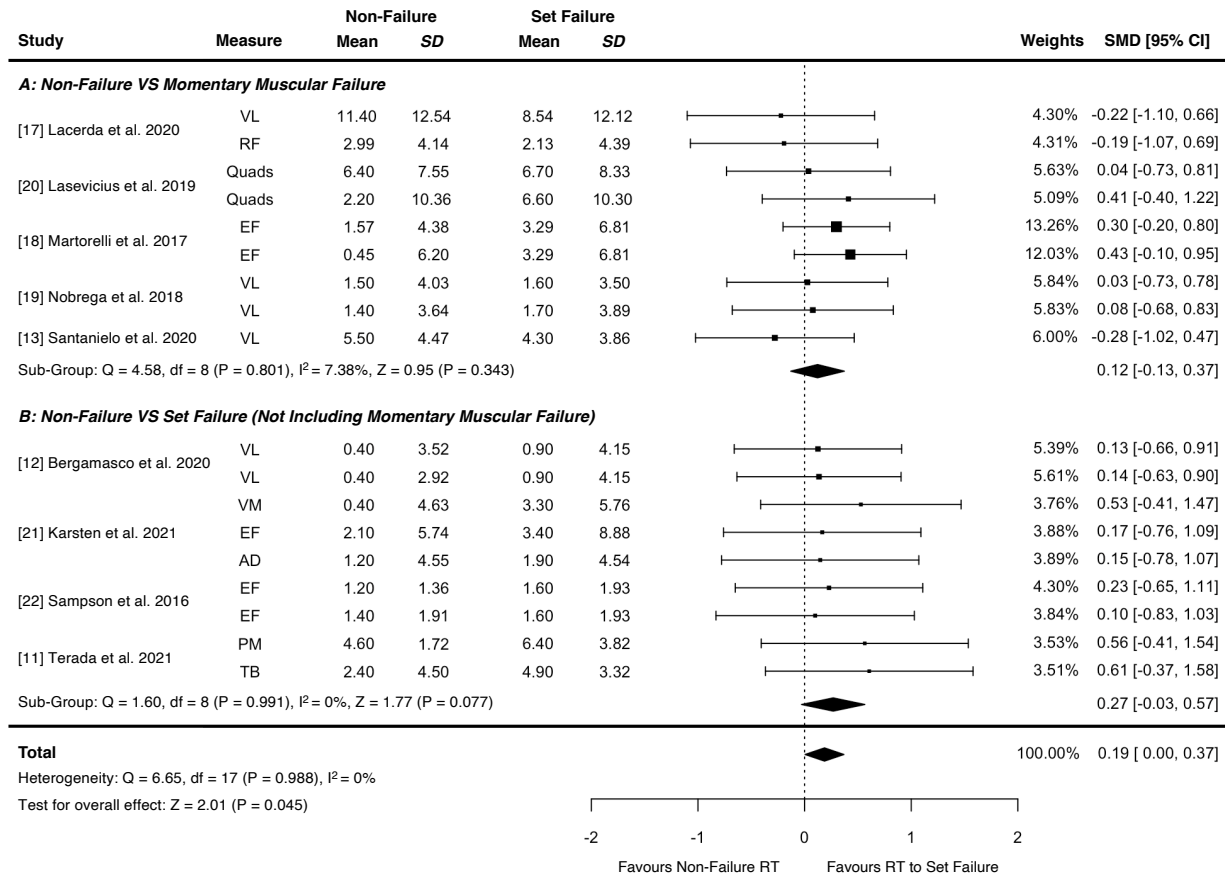 Non-Failure Set Failure
Study Measure Mean SD Mean SD Weights SMD [95% CI]
A: Non-Failure VS Momentary Muscular Failure
[17] Lacerda et al. 2020
VL 11.40 12.54 8.54 12.12 4.30% -0.22 [-1.10, 0.66]
RF 2.99 4.14 2.13 4.39 4.31% -0.19 [-1.07, 0.69]
[20] Lasevicius et al. 2019
Quads 6.40 7.55 6.70 8.33 5.63% 0.04 [-0.73, 0.81]
Quads 2.20 10.36 6.60 10.30 5.09% 0.41 [-0.40, 1.22]
[18] Martorelli et al. 2017
EF 1.57 4.38 3.29 6.81 13.26% 0.30 [-0.20, 0.80]
EF 0.45 6.20 3.29 6.81 12.03% 0.43 [-0.10, 0.95]
[19] Nobrega et al. 2018
VL 1.50 4.03 1.60 3.50 5.84% 0.03 [-0.73, 0.78]
VL 1.40 3.64 1.70 3.89 5.83% 0.08 [-0.68, 0.83]
[13] Santanielo et al. 2020 VL 5.50 4.47 4.30 3.86 6.00% -0.28 [-1.02, 0.47]
Sub-Group: Q = 4.58, df = 8 (P = 0.801), I² = 7.38%, Z = 0.95 (P = 0.343) 0.12 [-0.13, 0.37]
B: Non-Failure VS Set Failure (Not Including Momentary Muscular Failure)
[12] Bergamasco et al. 2020
VL 0.40 3.52 0.90 4.15 5.39% 0.13 [-0.66, 0.91]
VL 0.40 2.92 0.90 4.15 5.61% 0.14 [-0.63, 0.90]
VM 0.40 4.63 3.30 5.76 3.76% 0.53 [-0.41, 1.47]
[21] Karsten et al. 2021 EF 2.10 5.74 3.40 8.88 3.88% 0.17 [-0.76, 1.09]
AD 1.20 4.55 1.90 4.54 3.89% 0.15 [-0.78, 1.07]
[22] Sampson et al. 2016
EF 1.20 1.36 1.60 1.93 4.30% 0.23 [-0.65, 1.11]
EF 1.40 1.91 1.60 1.93 3.84% 0.10 [-0.83, 1.03]
[11] Terada et al. 2021
PM 4.60 1.72 6.40 3.82 3.53% 0.56 [-0.41, 1.54]
TB 2.40 4.50 4.90 3.32 3.51% 0.61 [-0.37, 1.58]
Sub-Group: Q = 1.60, df = 8 (P = 0.991), I² = 0%, Z = 1.77 (P = 0.077) 0.27 [-0.03, 0.57]
Total 100.00% 0.19 [ 0.00, 0.37]
Heterogeneity: Q = 6.65, df = 17 (P = 0.988), I² = 0%
Test for overall effect: Z = 2.01 (P = 0.045)
-2 -1 0 1 2
Favours Non-Failure RT Favours RT to Set Failure